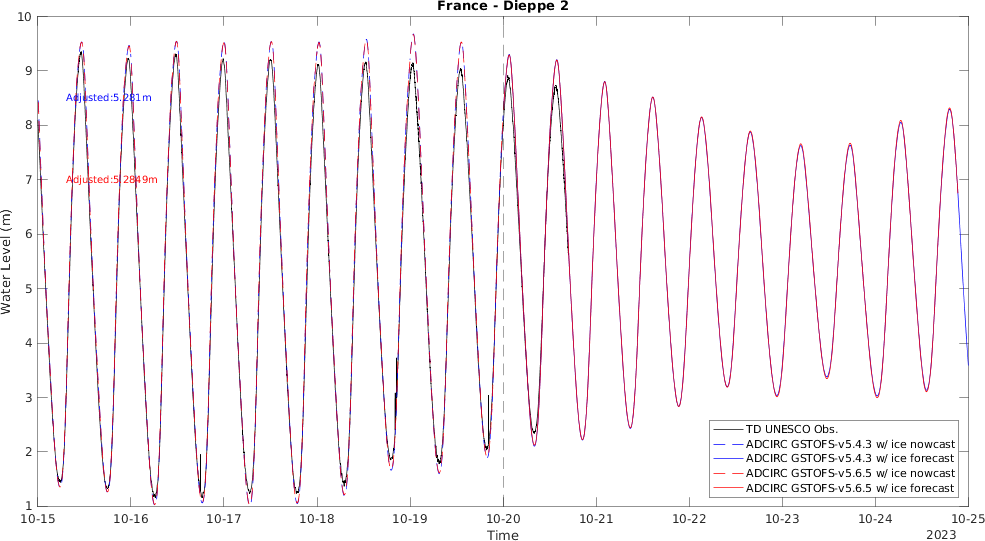 France - Dieppe 2
10
9
8
7
6
5
4
3
2
1
Water Level (m)
Adjusted:5.281m
Adjusted:5.2849m
TD UNESCO Obs.
ADCIRC GSTOFS-v5.4.3 w/ ice nowcast
ADCIRC GSTOFS-v5.4.3 w/ ice forecast
ADCIRC GSTOFS-v5.6.5 w/ ice nowcast
ADCIRC GSTOFS-v5.6.5 w/ ice forecast
10-15 10-16 10-17 10-18 10-19 10-20 10-21 10-22 10-23 10-24 10-25
Time
2023